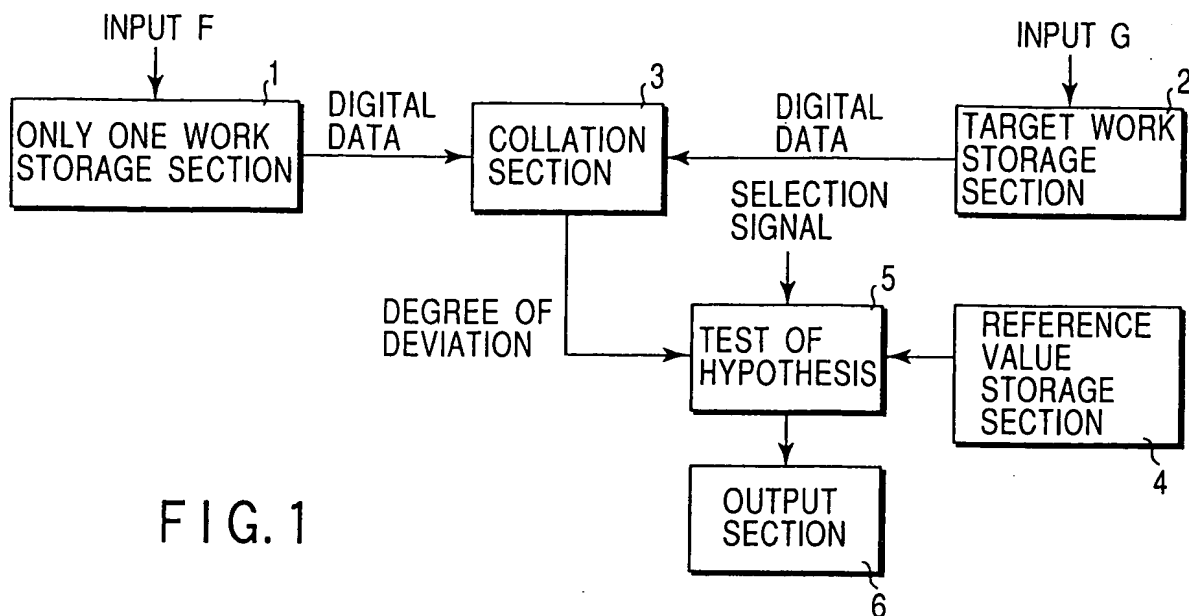 INPUT F
INPUT G
1
3
2
ONLY ONE WORK
STORAGE SECTION
DIGITAL
DATA
COLLATION
SECTION
DIGITAL
DATA
TARGET WORK
STORAGE
SECTION
SELECTION
SIGNAL
DEGREE OF
DEVIATION
5
TEST OF
HYPOTHESIS
REFERENCE
VALUE
STORAGE
SECTION
4
OUTPUT
SECTION
6
FIG. 1